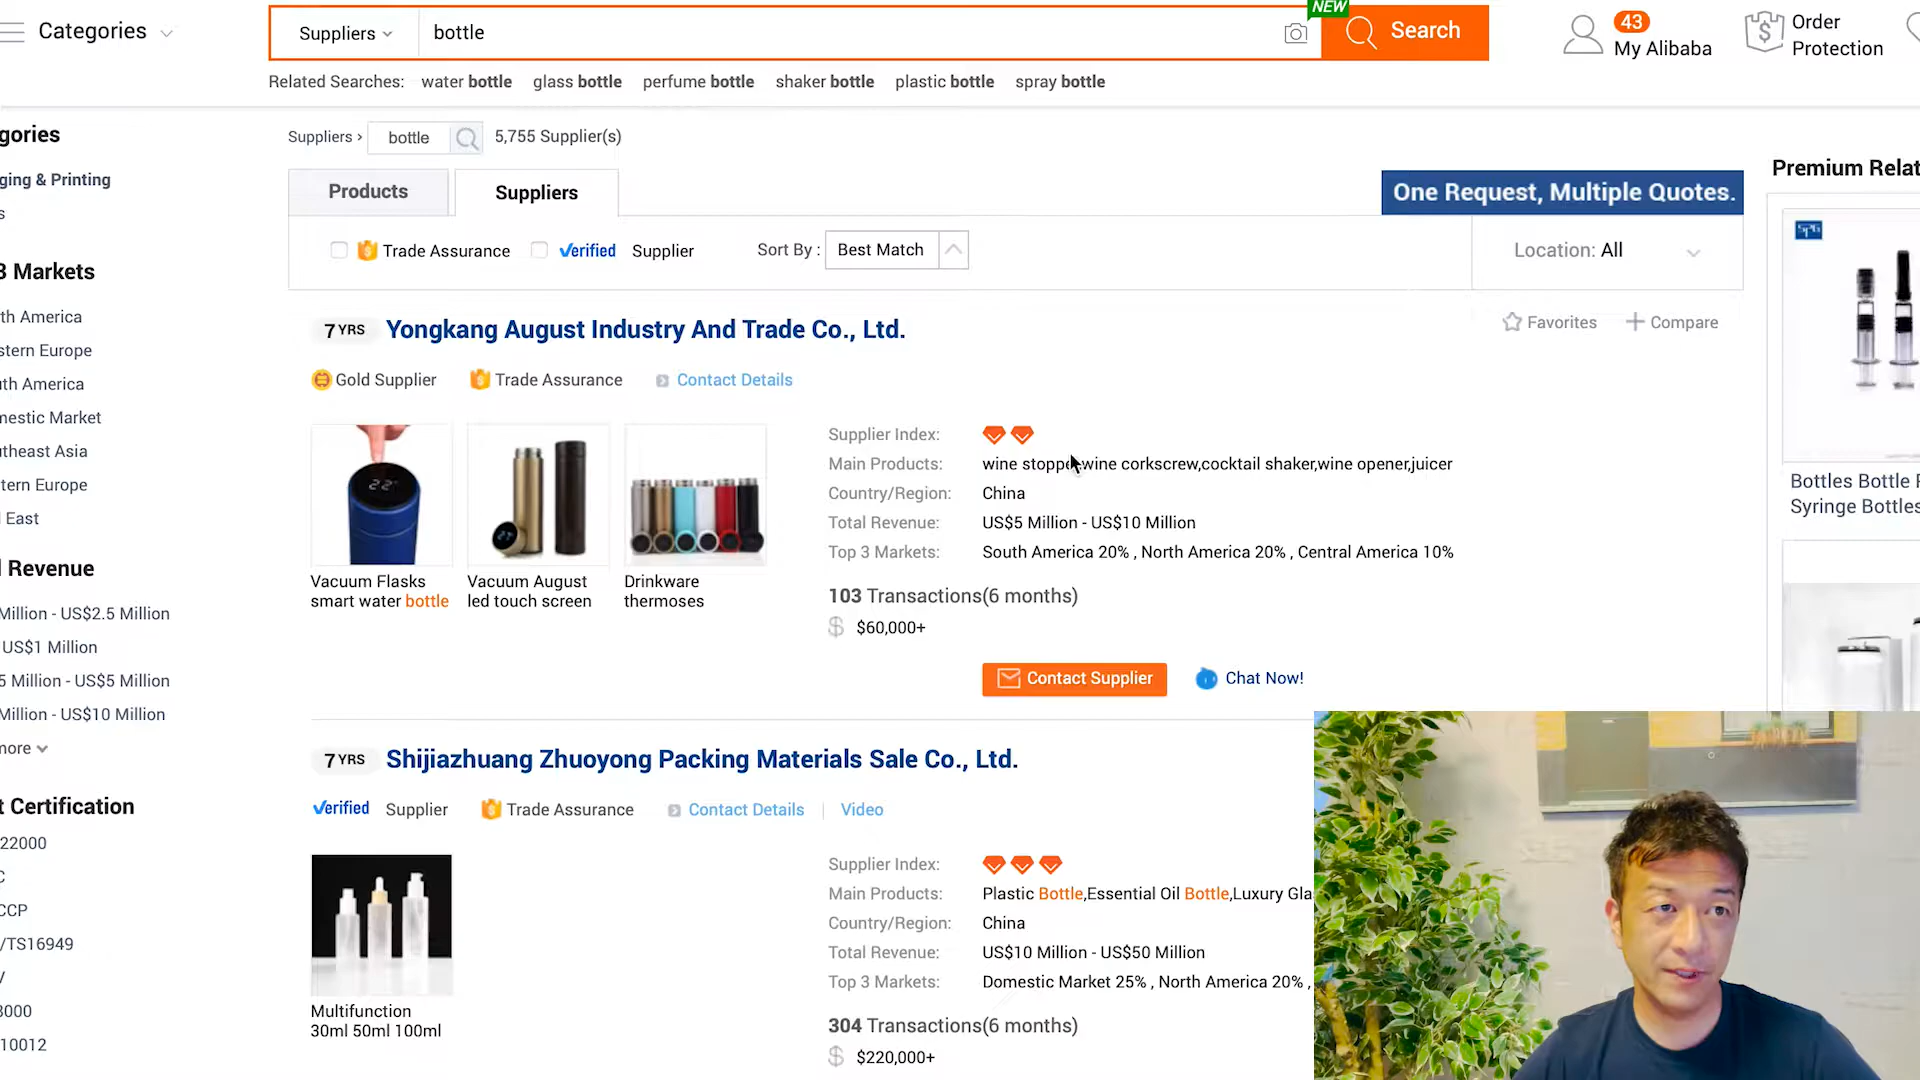 Categories
Suppliers
bottle
NEW
Search
43
My Alibaba
Order
Protection
Related Searches: water bottle glass bottle perfume bottle shaker bottle plastic bottle spray bottle
gories
ging & Printing
s
3 Markets
th America
stern Europe
th America
mestic Market
utheast Asia
tern Europe
East
Revenue
Million - US$2.5 Million
US$1 Million
5 Million - US$5 Million
Million - US$10 Million
more
t Certification
22000
C
CCP
/TS16949
V
3000
10012
Suppliers › bottle 5,755 Supplier(s)
Products
Suppliers
One Request, Multiple Quotes.
Trade Assurance
Verified Supplier
Sort By : Best Match
Location: All
7 YRS Yongkang August Industry And Trade Co., Ltd.
Favorites
Compare
Gold Supplier
Trade Assurance
Contact Details
22°
Vacuum Flasks
smart water bottle
Vacuum August
led touch screen
Drinkware
thermoses
Supplier Index:
Main Products: wine stoppe wine corkscrew,cocktail shaker,wine opener,juicer
Country/Region: China
Total Revenue: US$5 Million - US$10 Million
Top 3 Markets: South America 20% , North America 20% , Central America 10%
103 Transactions(6 months)
$ $60,000+
Contact Supplier
Chat Now!
7 YRS Shijiazhuang Zhuoyong Packing Materials Sale Co., Ltd.
Verified Supplier
Trade Assurance
Contact Details
Video
Multifunction
30ml 50ml 100ml
Supplier Index:
Main Products: Plastic Bottle,Essential Oil Bottle,Luxury Gla
Country/Region: China
Total Revenue: US$10 Million - US$50 Million
Top 3 Markets: Domestic Market 25% , North America 20% ,
304 Transactions(6 months)
$ $220,000+
Premium Relat
Bottles Bottle F
Syringe Bottles